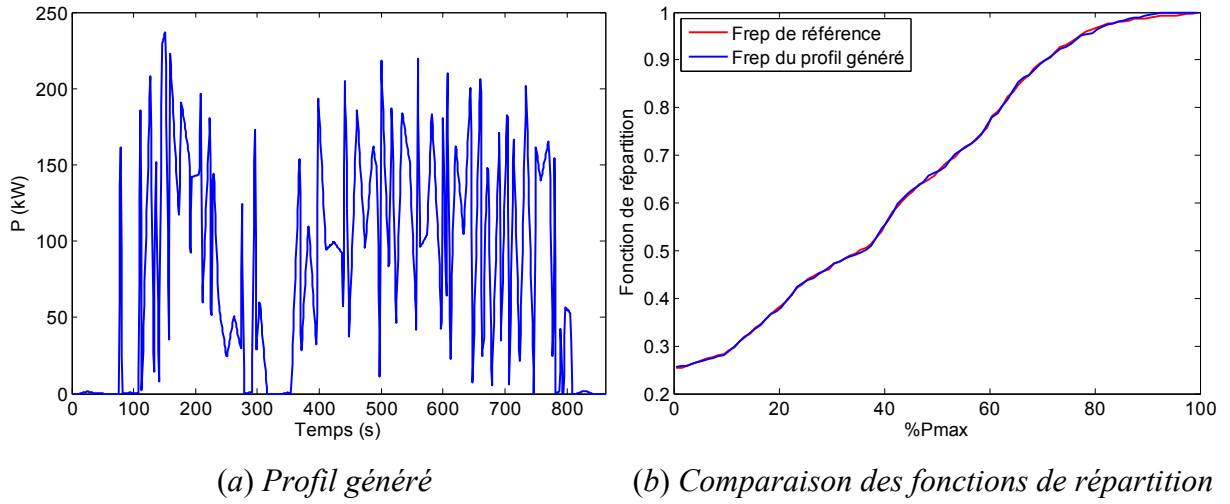 250
200
150
100
50
0
P (kW)
0 100 200 300 400 500 600 700 800
Temps (s)
(a) Profil généré
Frep de référence
Frep du profil généré
1
0.9
0.8
0.7
0.6
0.5
0.4
0.3
0.2
Fonction de répartition
0 20 40 60 80 100
%Pmax
(b) Comparaison des fonctions de répartition